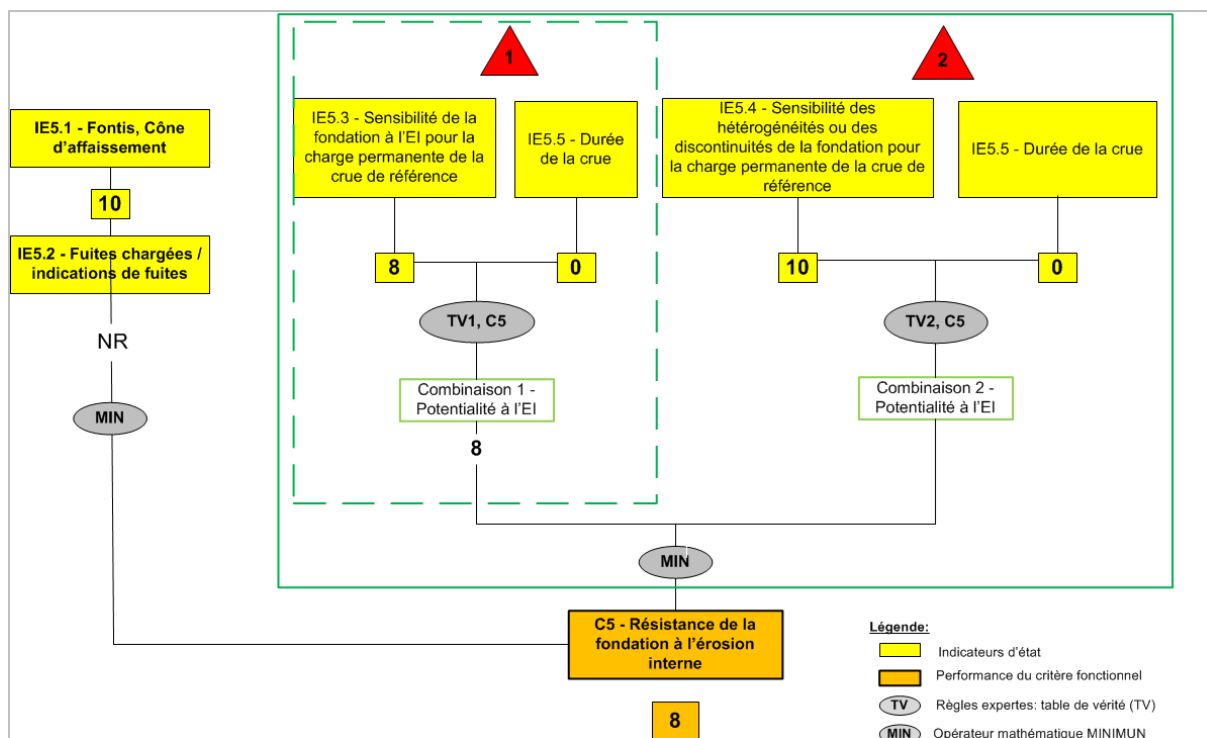 1
2
IE5.1 - Fontis, Cône
d'affaissement
10
IE5.2 - Fuites chargées /
indications de fuites
NR
MIN
IE5.3 - Sensibilité de la
fondation à l'EI pour la
charge permanente de la
crue de référence
IE5.5 - Durée
de la crue
8
0
TV1, C5
Combinaison 1 -
Potentialité à l'EI
8
IE5.4 - Sensibilité des
hétérogénéités ou des
discontinuités de la fondation pour
la charge permanente de la crue de
référence
IE5.5 - Durée de la crue
10
0
TV2, C5
Combinaison 2 -
Potentialité à l'EI
MIN
C5 - Résistance de la
fondation à l'érosion
interne
8
Légende:
Indicateurs d'état
Performance du critère fonctionnel
TV Règles expertes: table de vérité (TV)
MIN Opérateur mathématique MINIMUN